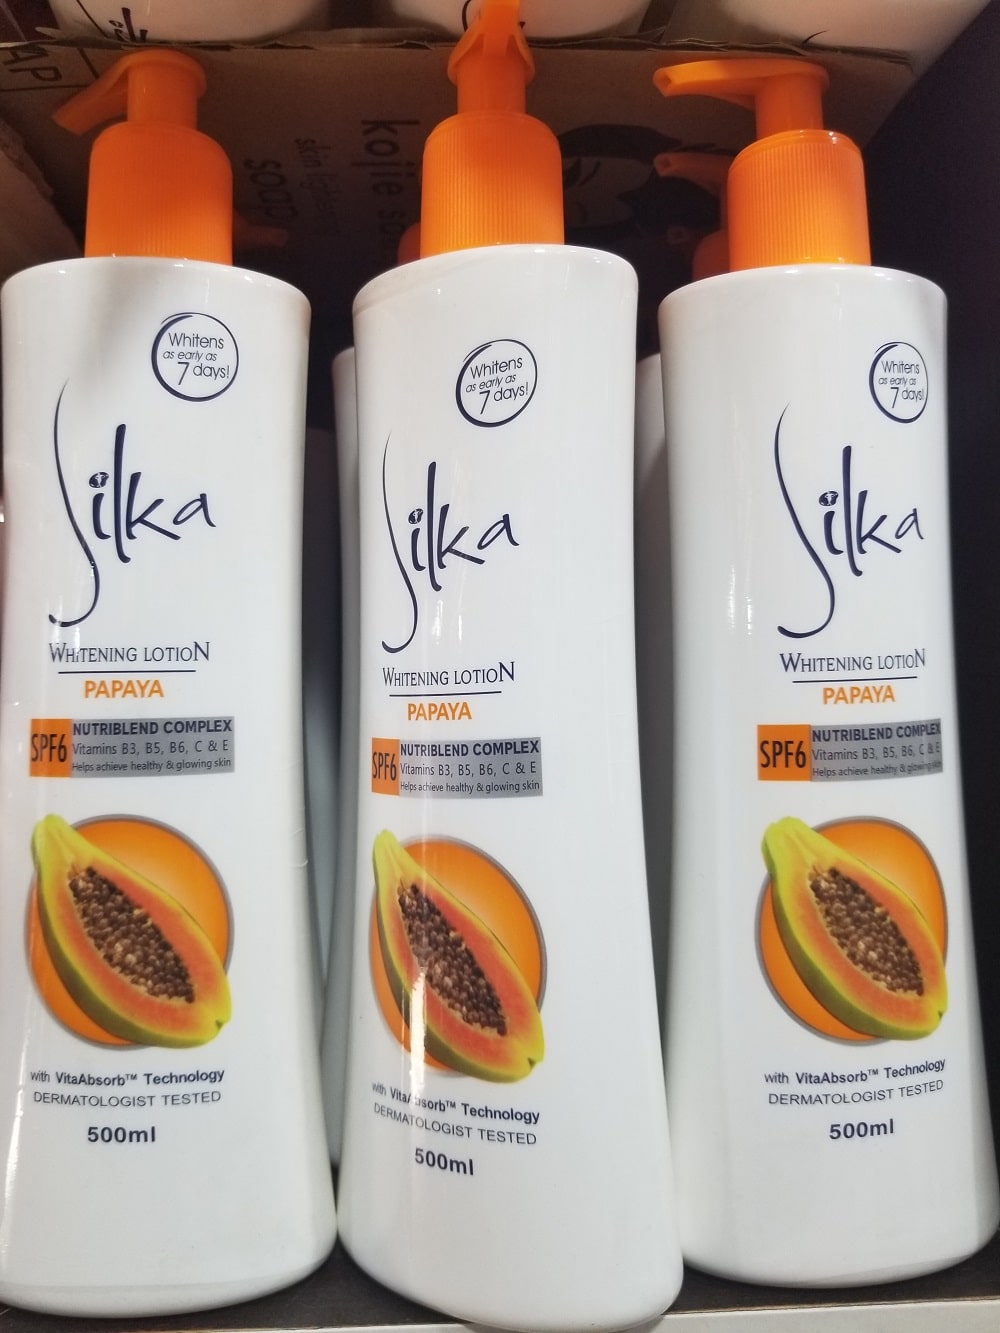 kojie
skin lightening
soap
Whitens
as early as
7 days!
Silka
WHITENING LOTION
PAPAYA
SPF6
NUTRIBLEND COMPLEX
Vitamins B3, B5, B6, C & E
Helps achieve healthy & glowing skin
with VitaAbsorb™ Technology
DERMATOLOGIST TESTED
500ml
Whitens
as early as
7 days!
Silka
WHITENING LOTION
PAPAYA
SPF6
NUTRIBLEND COMPLEX
Vitamins B3, B5, B6, C & E
Helps achieve healthy & glowing skin
with VitaAbsorb™ Technology
DERMATOLOGIST TESTED
500ml
Whitens
as early as
7 days!
Silka
WHITENING LOTION
PAPAYA
SPF6
NUTRIBLEND COMPLEX
Vitamins B3, B5, B6, C & E
Helps achieve healthy & glowing skin
with VitaAbsorb™ Technology
DERMATOLOGIST TESTED
500ml